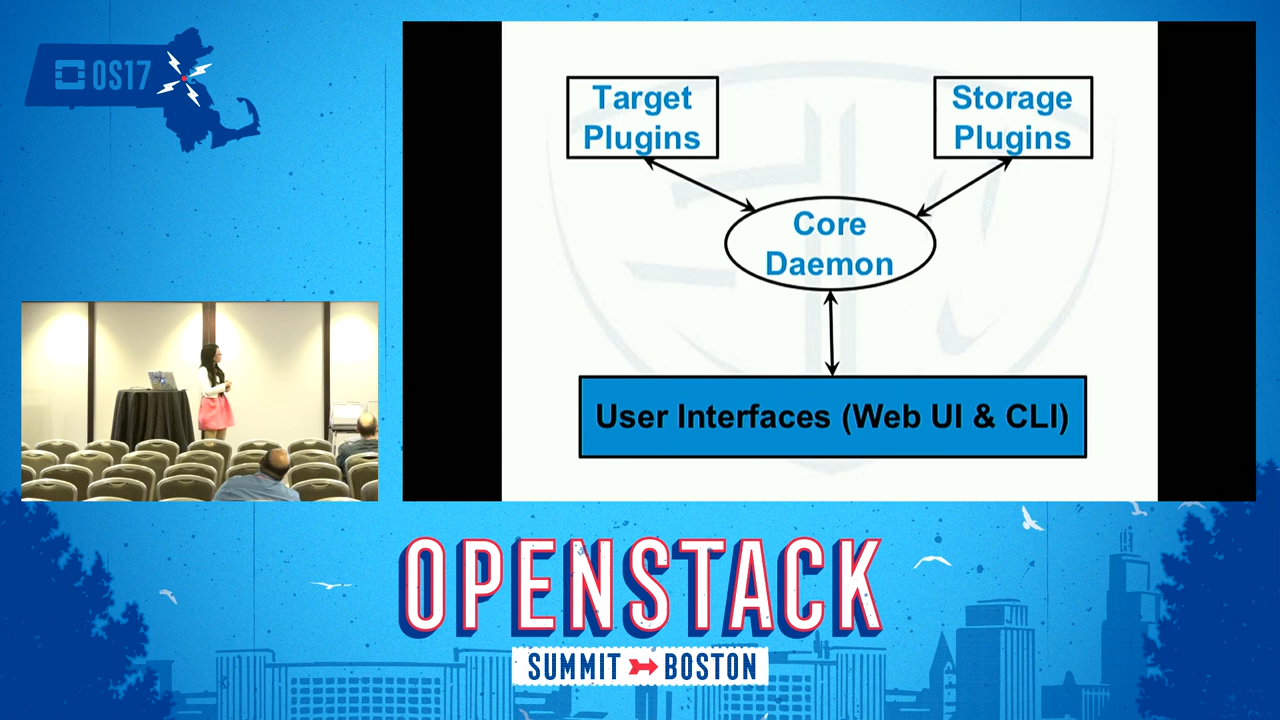 OS17
Target
Plugins
Storage
Plugins
Core
Daemon
User Interfaces (Web UI & CLI)
OPENSTACK
SUMMIT BOSTON